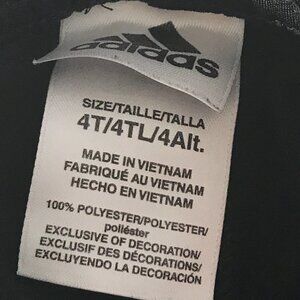 adidas
SIZE/TAILLE/TALLA
4T/4TL/4Alt.
MADE IN VIETNAM
FABRIQUÉ AU VIETNAM
HECHO EN VIETNAM
100% POLYESTER/POLYESTER/
poliéster
EXCLUSIVE OF DECORATION/
EXCLUSIF DES DÉCORATIONS/
EXCLUYENDO LA DECORACIÓN